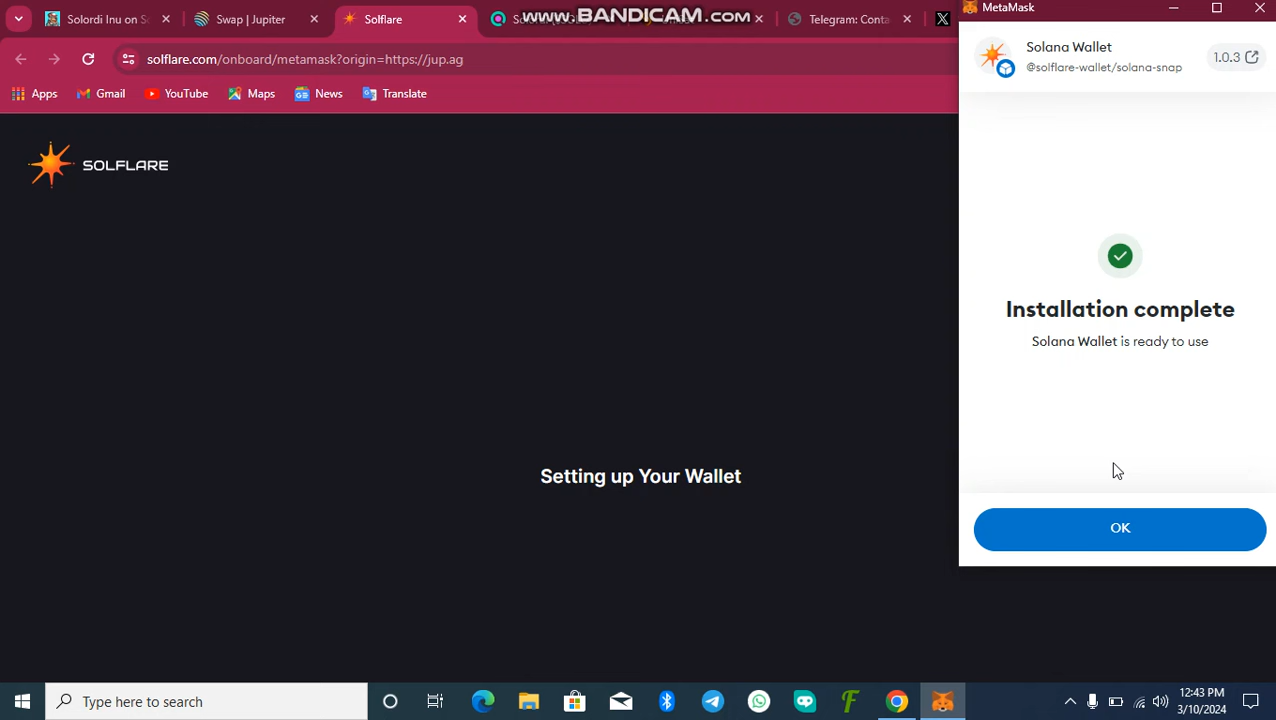 Solordi Inu on S
Swap | Jupiter
Solflare
www.BANDICAM.com
Telegram: Conta
X
MetaMask
solflare.com/onboard/metamask?origin=https://jup.ag
Apps
Gmail
YouTube
Maps
News
Translate
SOLFLARE
Setting up Your Wallet
Solana Wallet
@solflare-wallet/solana-snap
1.0.3
Installation complete
Solana Wallet is ready to use
OK
Type here to search
12:43 PM
3/10/2024